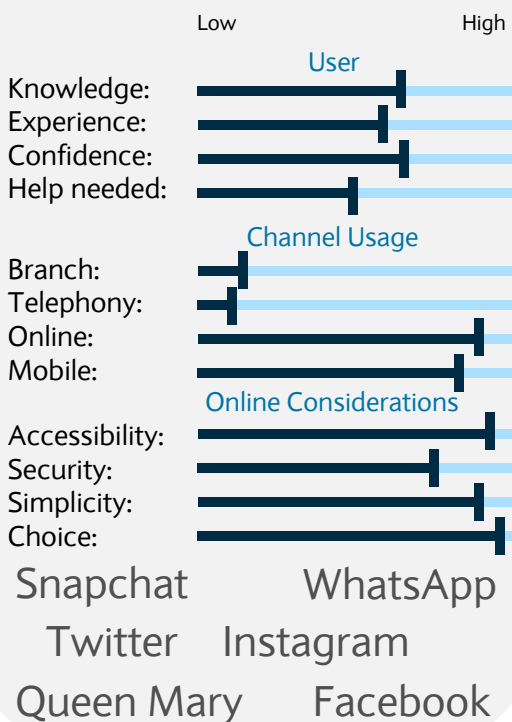 Low High
User
Knowledge:
Experience:
Confidence:
Help needed:
Channel Usage
Branch:
Telephony:
Online:
Mobile:
Online Considerations
Accessibility:
Security:
Simplicity:
Choice:
Snapchat WhatsApp
Twitter Instagram
Queen Mary Facebook